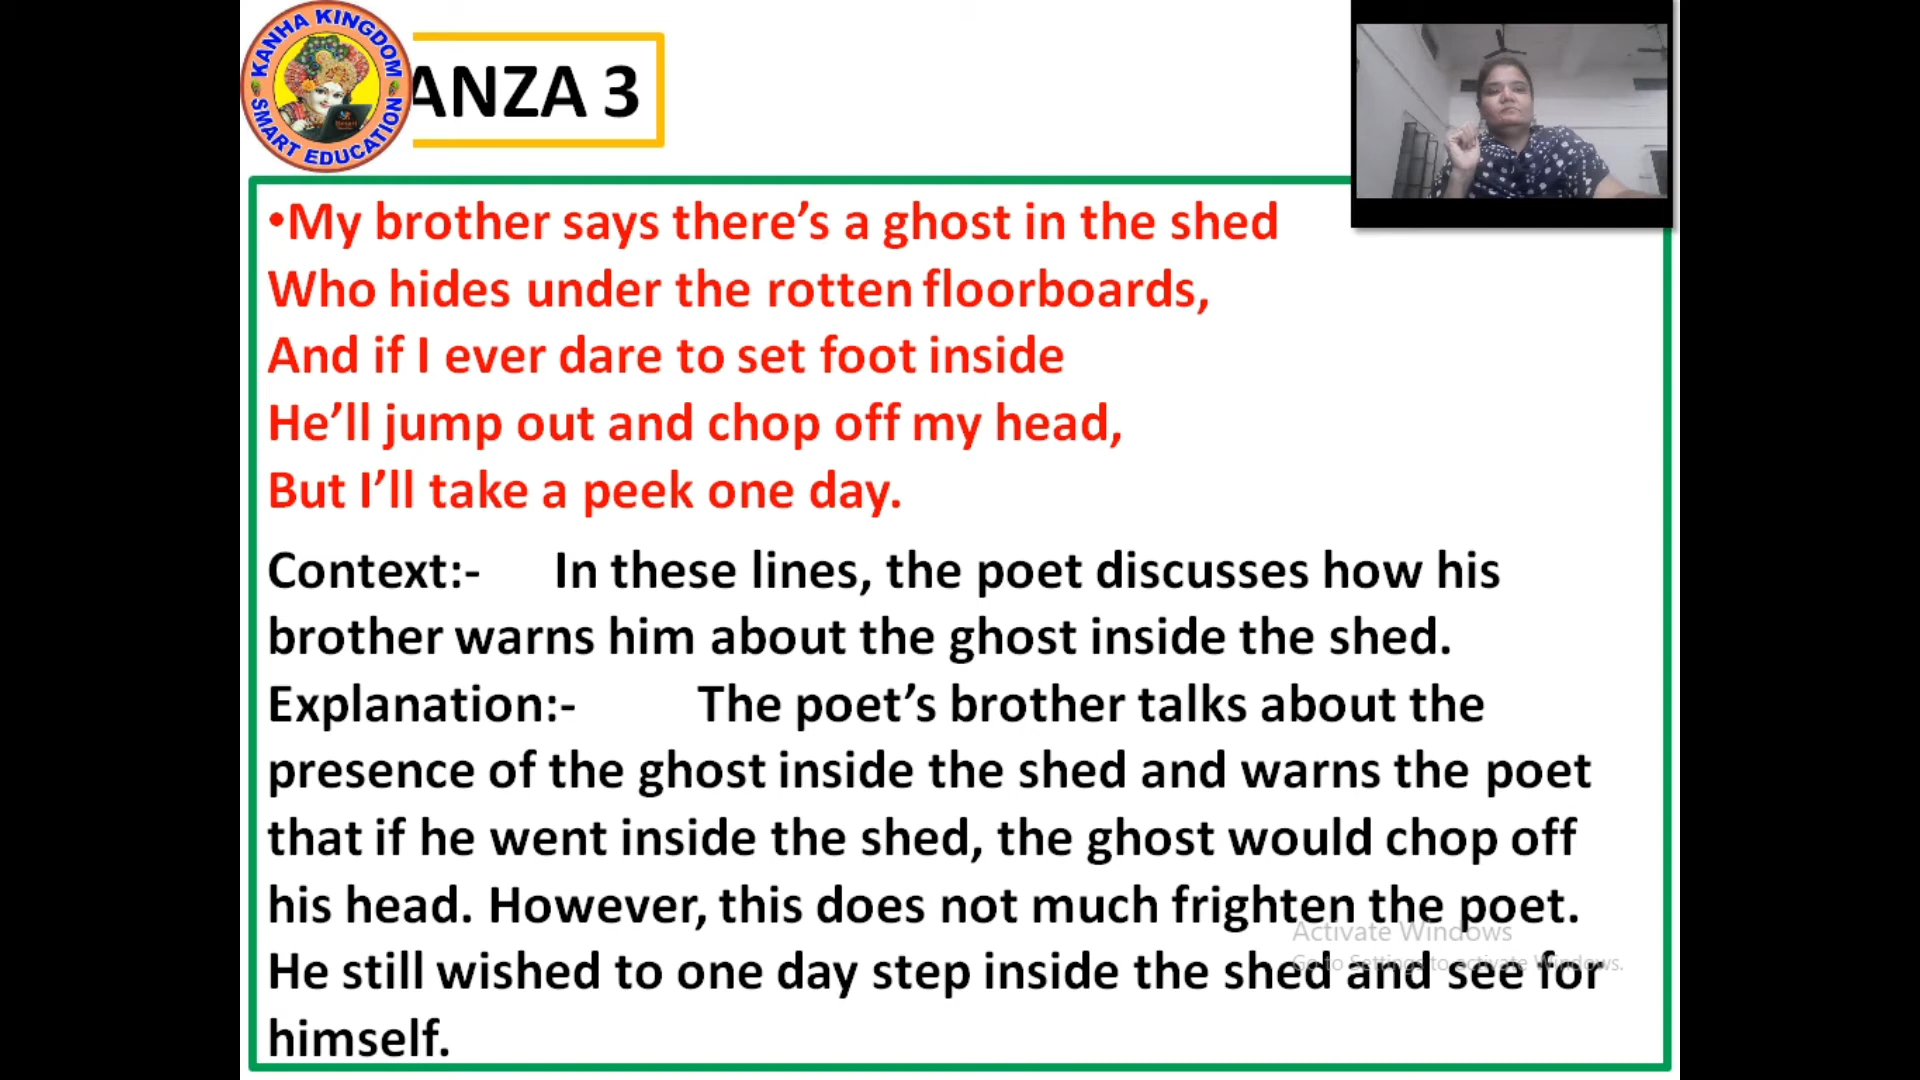 KANHA KINGDOM
SMART EDUCATION
ANZA 3
•My brother says there’s a ghost in the shed
Who hides under the rotten floorboards,
And if I ever dare to set foot inside
He’ll jump out and chop off my head,
But I’ll take a peek one day.
Context:- In these lines, the poet discusses how his
brother warns him about the ghost inside the shed.
Explanation:- The poet’s brother talks about the
presence of the ghost inside the shed and warns the poet
that if he went inside the shed, the ghost would chop off
his head. However, this does not much frighten the poet.
He still wished to one day step inside the shed and see for
himself.
Activate Windows
Go to Settings to activate Windows.